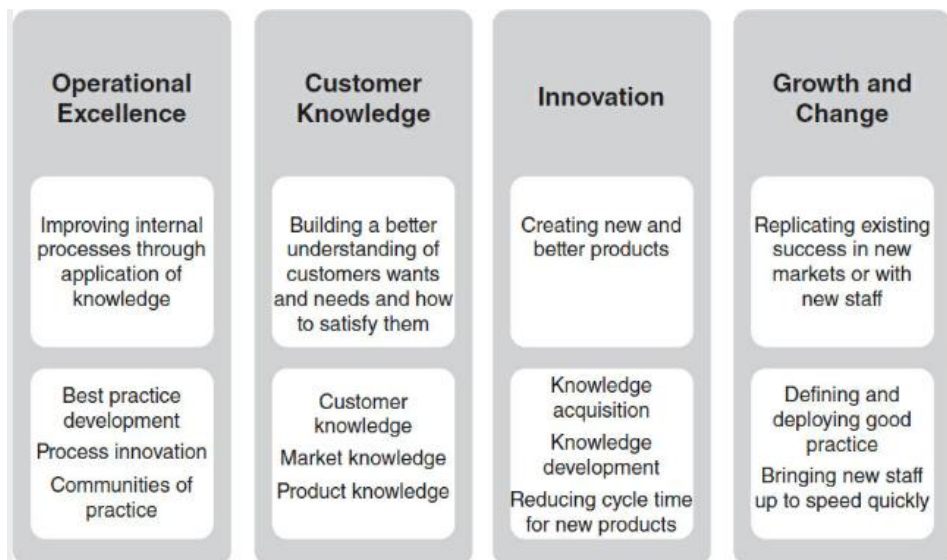 Operational
Excellence
Improving internal
processes through
application of
knowledge
Best practice
development
Process innovation
Communities of
practice
Customer
Knowledge
Building a better
understanding of
customers wants
and needs and how
to satisfy them
Customer
knowledge
Market knowledge
Product knowledge
Innovation
Creating new and
better products
Knowledge
acquisition
Knowledge
development
Reducing cycle time
for new products
Growth and
Change
Replicating existing
success in new
markets or with
new staff
Defining and
deploying good
practice
Bringing new staff
up to speed quickly